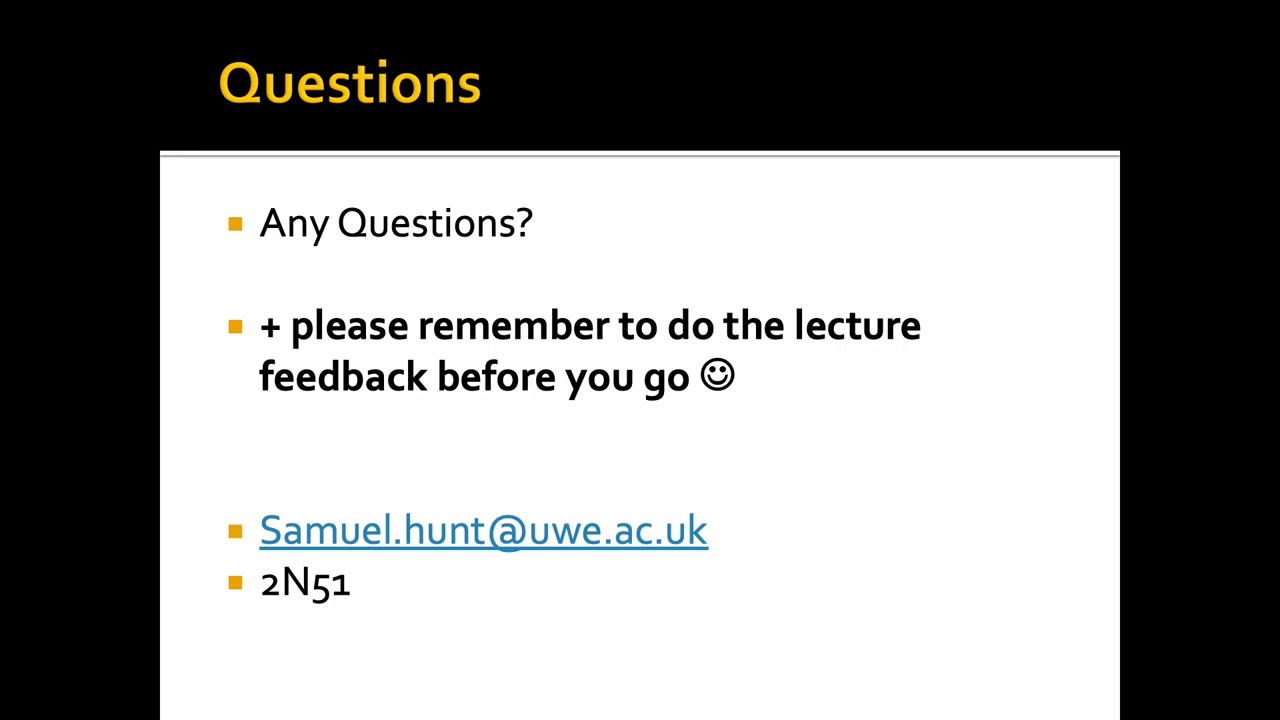 Questions
Any Questions?
+ please remember to do the lecture
feedback before you go ☺
Samuel.hunt@uwe.ac.uk
2N51